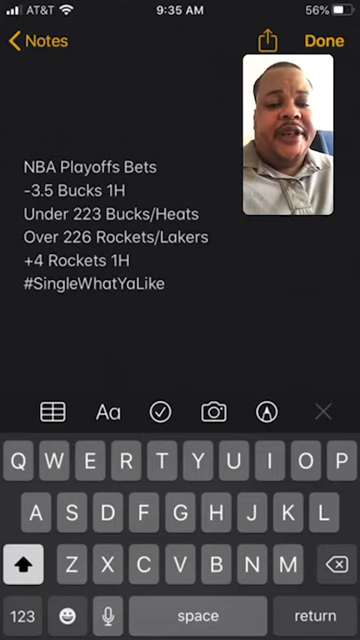 AT&T 9:35 AM 56%
Notes Done
NBA Playoffs Bets
-3.5 Bucks 1H
Under 223 Bucks/Heats
Over 226 Rockets/Lakers
+4 Rockets 1H
#SingleWhatYaLike
Aa
Q W E R T Y U I O P
A S D F G H J K L
Z X C V B N M
123 space return